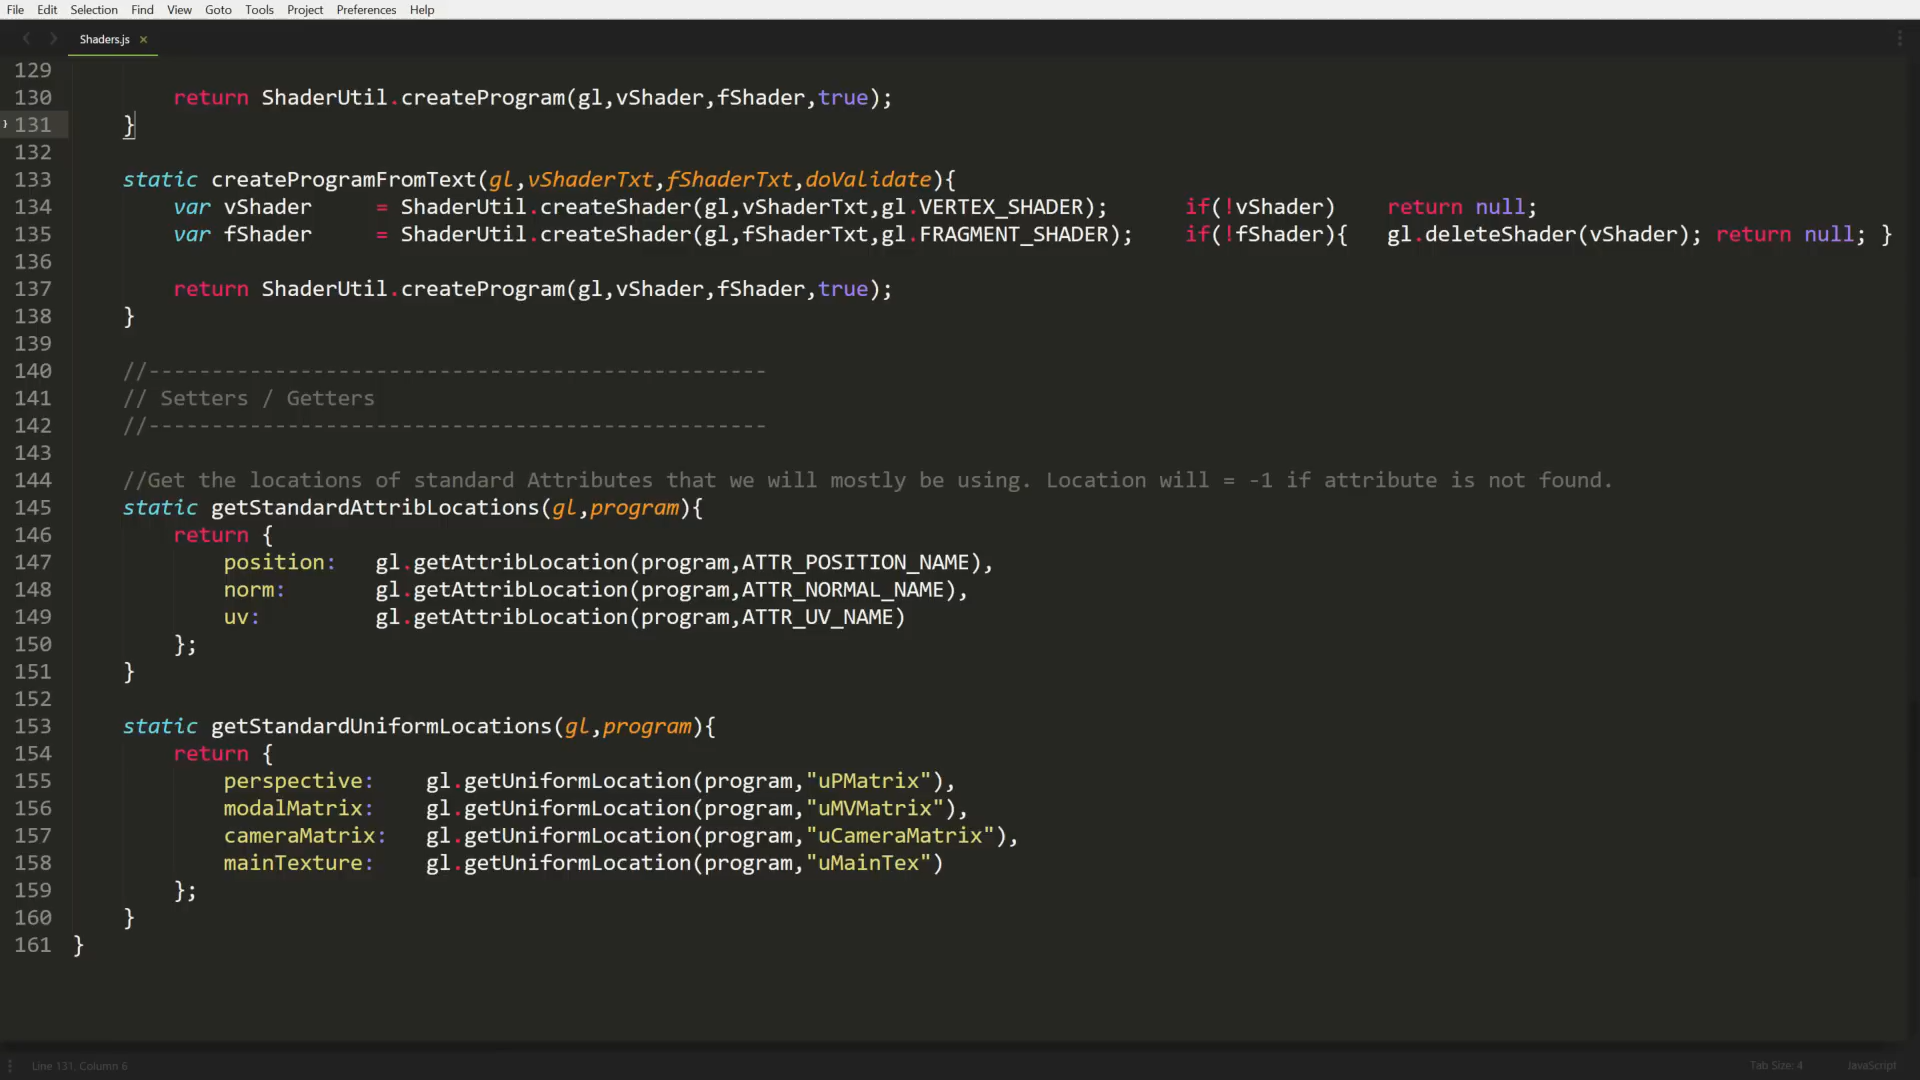 File Edit Selection Find View Goto Tools Project Preferences Help
Shaders.js ×
129
130 return ShaderUtil.createProgram(gl,vShader,fShader,true);
131 }
132
133 static createProgramFromText(gl,vShaderTxt,fShaderTxt,doValidate){
134 var vShader = ShaderUtil.createShader(gl,vShaderTxt,gl.VERTEX_SHADER); if(!vShader) return null;
135 var fShader = ShaderUtil.createShader(gl,fShaderTxt,gl.FRAGMENT_SHADER); if(!fShader){ gl.deleteShader(vShader); return null; }
136
137 return ShaderUtil.createProgram(gl,vShader,fShader,true);
138 }
139
140 //-------------------------------------------------
141 // Setters / Getters
142 //-------------------------------------------------
143
144 //Get the locations of standard Attributes that we will mostly be using. Location will = -1 if attribute is not found.
145 static getStandardAttribLocations(gl,program){
146 return {
147 position: gl.getAttribLocation(program,ATTR_POSITION_NAME),
148 norm: gl.getAttribLocation(program,ATTR_NORMAL_NAME),
149 uv: gl.getAttribLocation(program,ATTR_UV_NAME)
150 };
151 }
152
153 static getStandardUniformLocations(gl,program){
154 return {
155 perspective: gl.getUniformLocation(program,"uPMatrix"),
156 modalMatrix: gl.getUniformLocation(program,"uMVMatrix"),
157 cameraMatrix: gl.getUniformLocation(program,"uCameraMatrix"),
158 mainTexture: gl.getUniformLocation(program,"uMainTex")
159 };
160 }
161 }
Line 131, Column 6 Tab Size: 4 JavaScript